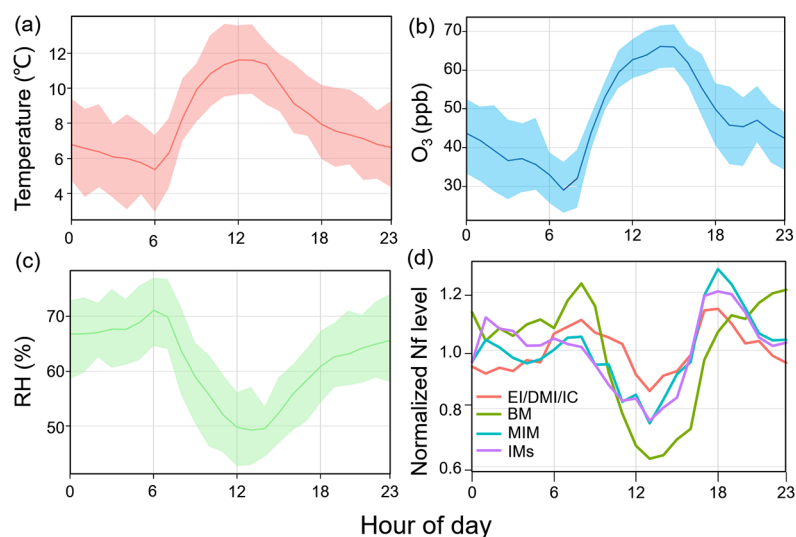 (a)
Temperature (℃)
12
10
8
6
4
0
6
12
18
23
(b)
O₃ (ppb)
70
60
50
40
30
0
6
12
18
23
(c)
RH (%)
70
60
50
0
6
12
18
23
(d)
Normalized Nf level
1.2
1.0
0.8
0.6
EI/DMI/IC
BM
MIM
IMs
0
6
12
18
23
Hour of day